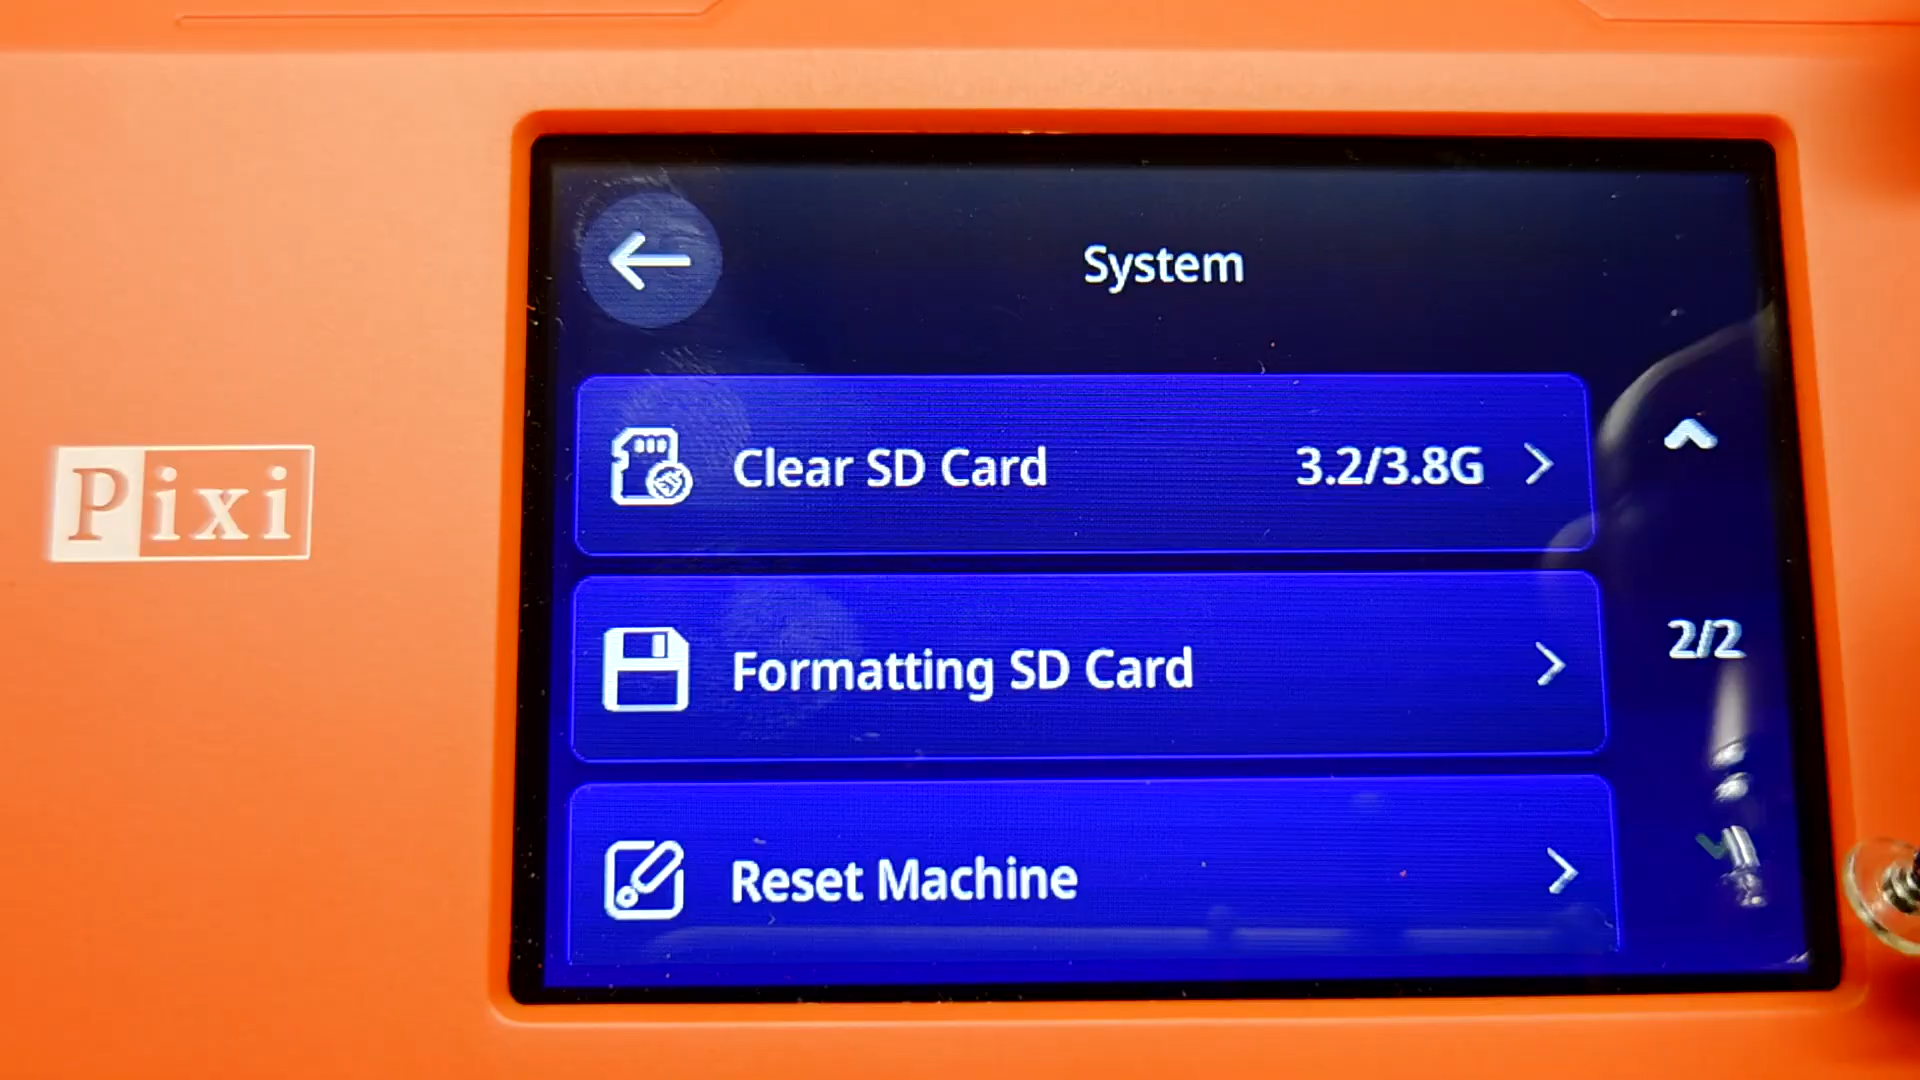 System
Clear SD Card 3.2/3.8G
Pixi
Formatting SD Card
2/2
Reset Machine